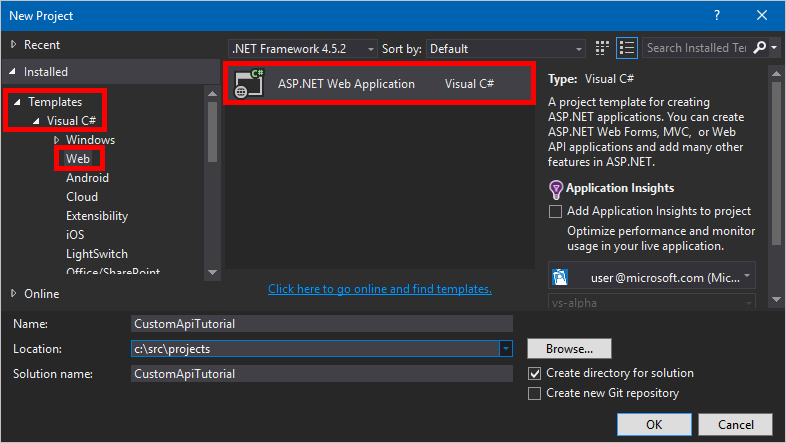 New Project
Recent
.NET Framework 4.5.2
Sort by:
Default
Search Installed Te
Installed
Templates
Visual C#
Windows
Web
Android
Cloud
Extensibility
iOS
LightSwitch
Office/SharePoint
Online
C#
ASP.NET Web Application
Visual C#
Click here to go online and find templates.
Type: Visual C#
A project template for creating
ASP.NET applications. You can create
ASP.NET Web Forms, MVC, or Web
API applications and add many other
features in ASP.NET.
Application Insights
Add Application Insights to project
Optimize performance and monitor
usage in your live application.
user@microsoft.com (Mic...
vs-alpha
Name:
CustomApiTutorial
Location:
c:\src\projects
Browse...
Solution name:
CustomApiTutorial
Create directory for solution
Create new Git repository
OK
Cancel